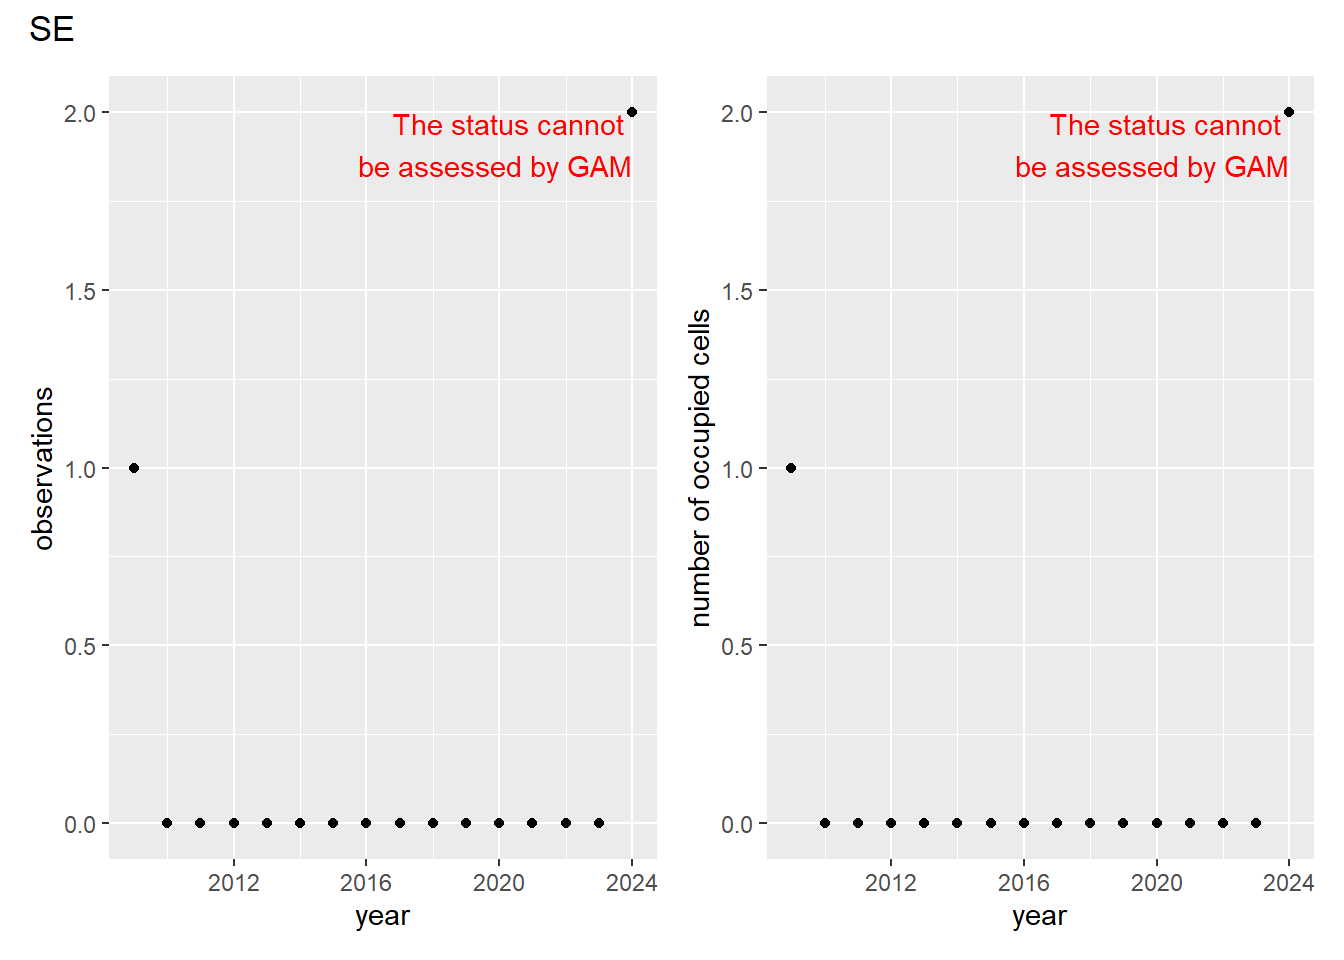 SE
observations
2.0
1.5
1.0
0.5
0.0
The status cannot
be assessed by GAM
2012 2016 2020 2024
year
number of occupied cells
2.0
1.5
1.0
0.5
0.0
The status cannot
be assessed by GAM
2012 2016 2020 2024
year